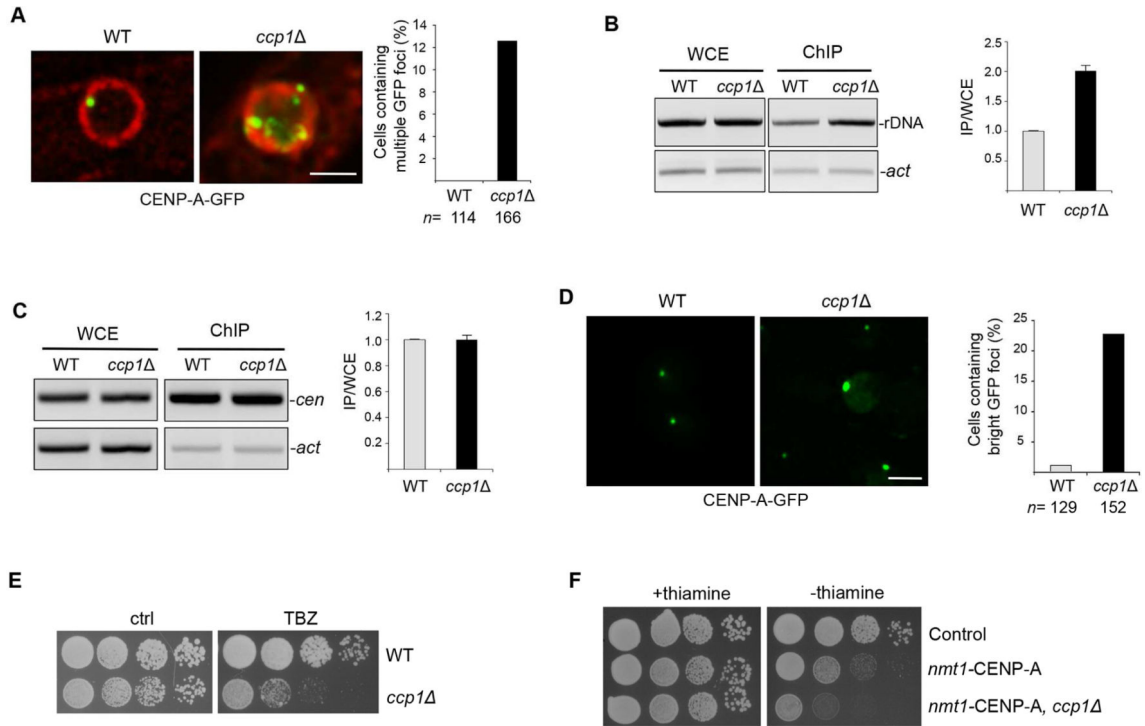 A
WT
ccp1Δ
CENP-A-GFP
Cells containing
multiple GFP foci (%)
14
12
10
8
6
4
2
0
WT ccp1Δ
n= 114 166
B
WCE
ChIP
WT ccp1Δ WT ccp1Δ
-rDNA
-act
IP/WCE
2.5
2.0
1.5
1.0
0.5
WT ccp1Δ
C
WCE
ChIP
WT ccp1Δ WT ccp1Δ
-cen
-act
IP/WCE
1.2
1.0
0.8
0.6
0.4
0.2
WT ccp1Δ
D
WT
ccp1Δ
CENP-A-GFP
Cells containing
bright GFP foci (%)
25
20
15
10
5
0
WT ccp1Δ
n= 129 152
E
ctrl
TBZ
WT
ccp1Δ
F
+thiamine
-thiamine
Control
nmt1-CENP-A
nmt1-CENP-A, ccp1Δ